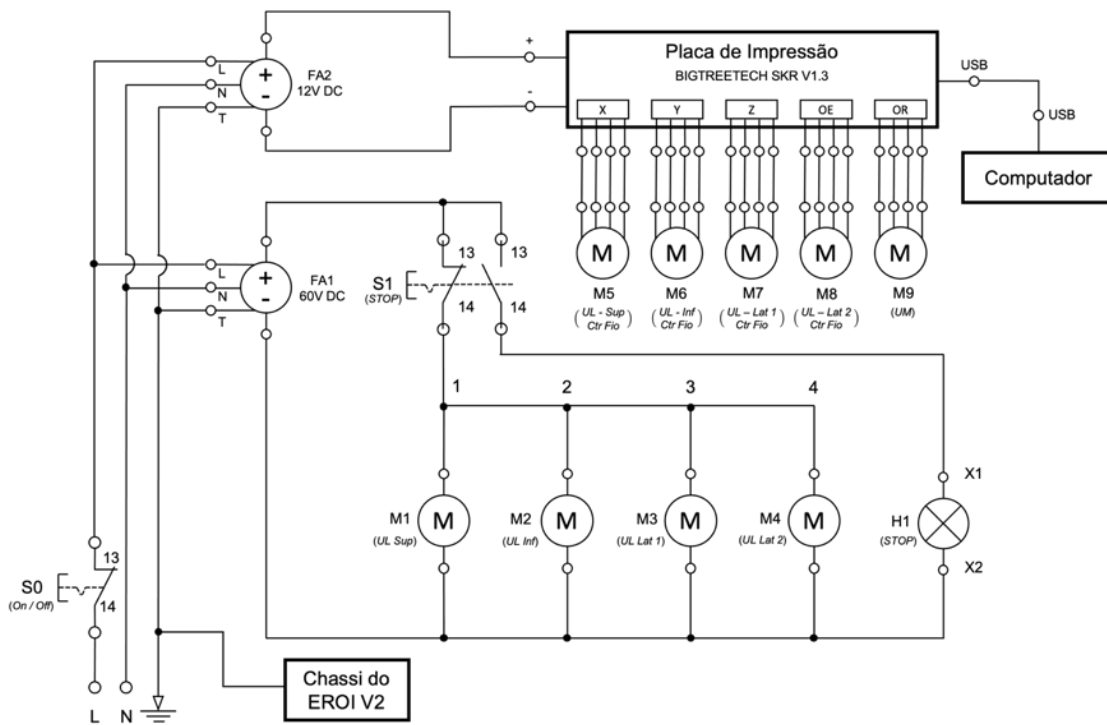 L
N
T
+
-
FA2
12V DC
+
-
Placa de Impressão
BIGTREETECH SKR V1.3
X
Y
Z
OE
OR
USB
USB
Computador
M
M
M
M
M
M5
(UL - Sup
Ctr Fio)
M6
(UL - Inf
Ctr Fio)
M7
(UL – Lat 1
Ctr Fio)
M8
(UL – Lat 2
Ctr Fio)
M9
(UM)
L
N
T
+
-
FA1
60V DC
S1
(STOP)
13
14
13
14
1
2
3
4
M1
(UL Sup)
M
M2
(UL Inf)
M
M3
(UL Lat 1)
M
M4
(UL Lat 2)
M
H1
(STOP)
X1
X2
S0
(On / Off)
13
14
L
N
Chassi do
EROI V2